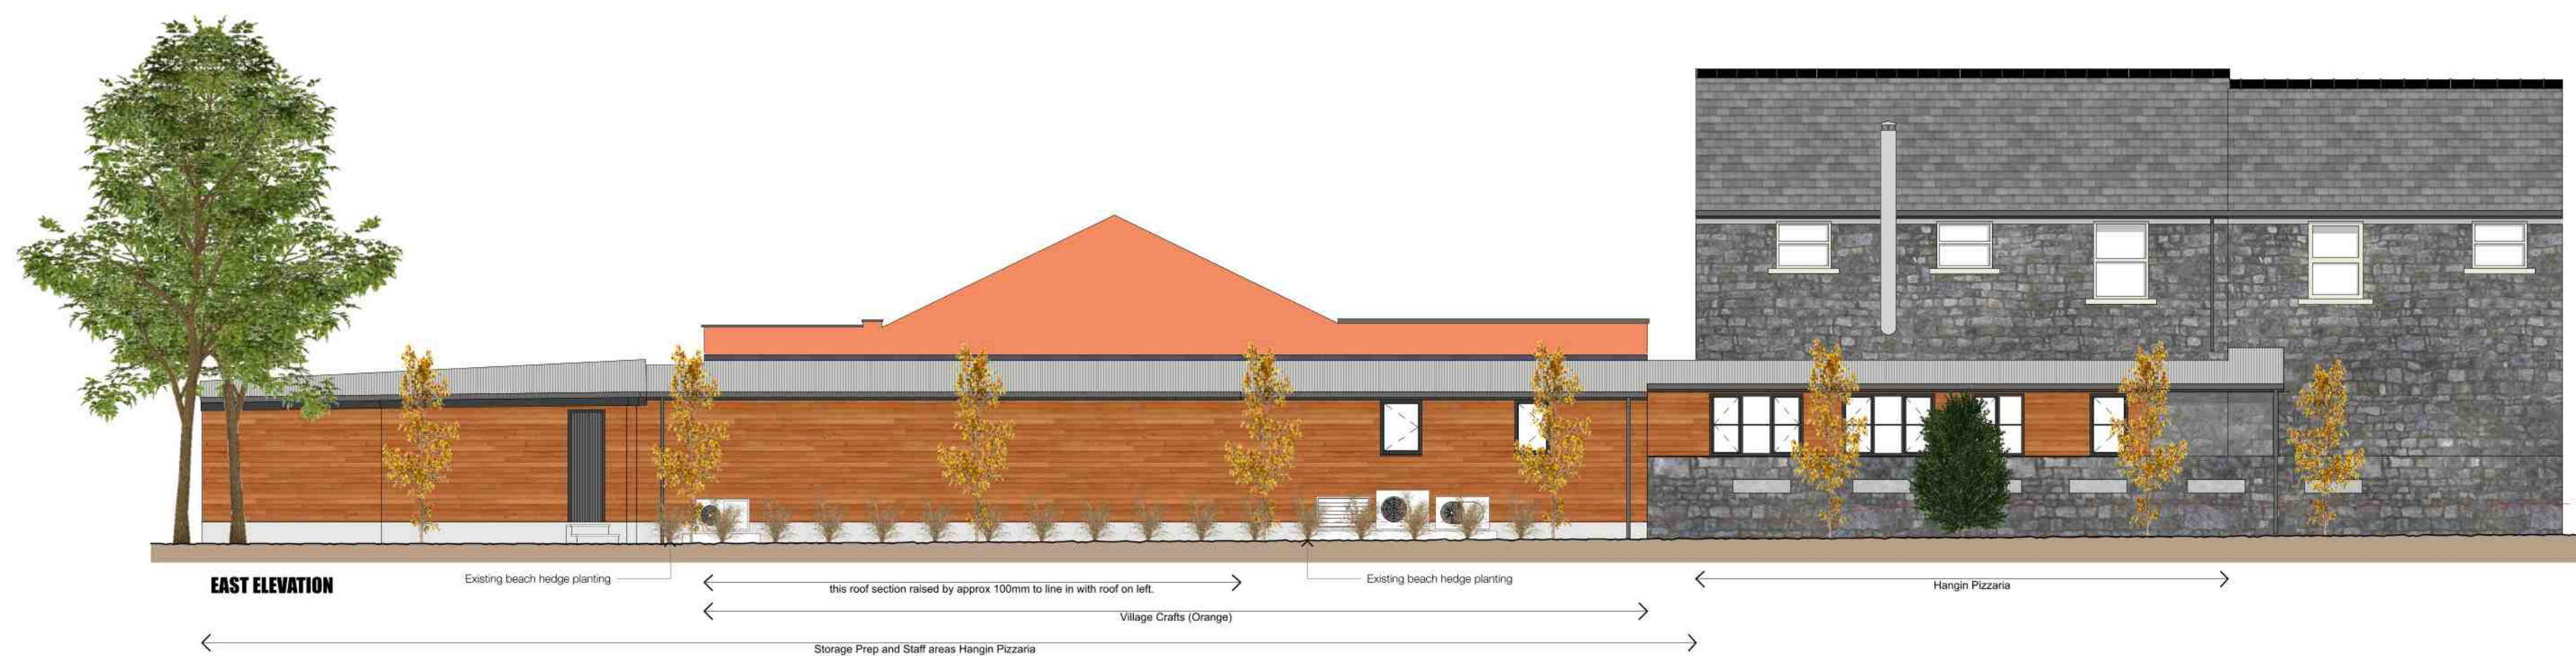 EAST ELEVATION
Existing beach hedge planting
this roof section raised by approx 100mm to line in with roof on left.
Existing beach hedge planting
Hangin Pizzaria
Village Crafts (Orange)
Storage Prep and Staff areas Hangin Pizzaria